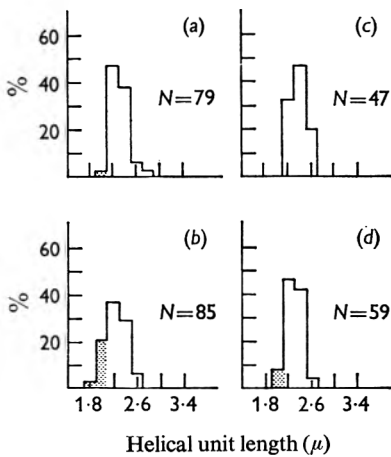 (a)
(c)
60
40
20
%
N=79
N=47
(b)
(d)
60
40
20
%
N=85
N=59
1·8 2·6 3·4
1·8 2·6 3·4
Helical unit length (μ)